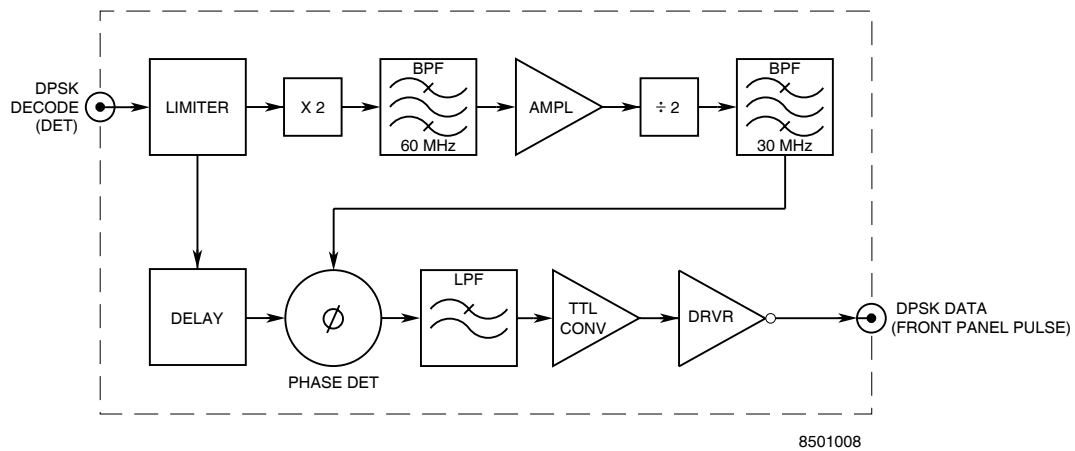 DPSK
DECODE
(DET)
LIMITER
X 2
BPF
60 MHz
AMPL
÷ 2
BPF
30 MHz
DELAY
Ø
PHASE DET
LPF
TTL
CONV
DRVR
DPSK DATA
(FRONT PANEL PULSE)
8501008